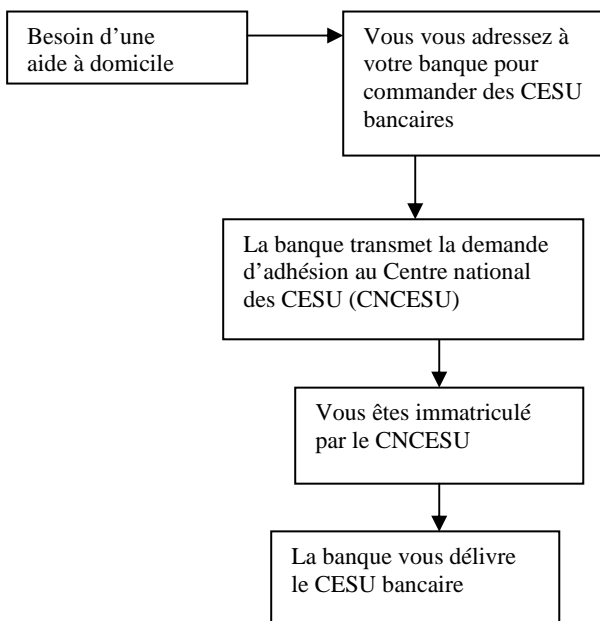 Besoin d’une
aide à domicile
Vous vous adressez à
votre banque pour
commander des CESU
bancaires
La banque transmet la demande
d’adhésion au Centre national
des CESU (CNCESU)
Vous êtes immatriculé
par le CNCESU
La banque vous délivre
le CESU bancaire